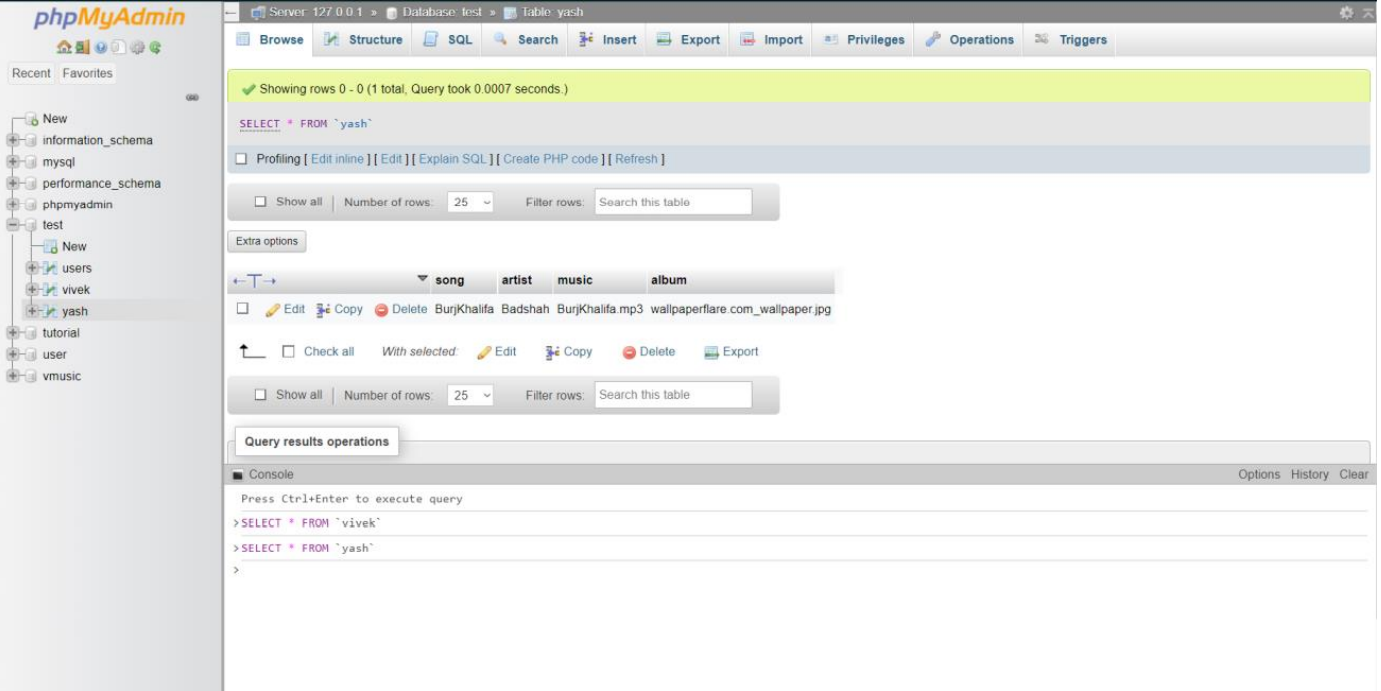 phpMyAdmin
Recent Favorites
New
information_schema
mysql
performance_schema
phpmyadmin
test
New
users
vivek
yash
tutorial
user
vmusic
Server: 127.0.0.1 » Database: test » Table: yash
Browse Structure SQL Search Insert Export Import Privileges Operations Triggers
Showing rows 0 - 0 (1 total, Query took 0.0007 seconds.)
SELECT * FROM `yash`
Profiling [ Edit inline ] [ Edit ] [ Explain SQL ] [ Create PHP code ] [ Refresh ]
Show all | Number of rows: 25 Filter rows: Search this table
Extra options
←T→ song artist music album
Edit Copy Delete BurjKhalifa Badshah BurjKhalifa.mp3 wallpaperflare.com_wallpaper.jpg
Check all With selected: Edit Copy Delete Export
Show all | Number of rows: 25 Filter rows: Search this table
Query results operations
Console Options History Clear
Press Ctrl+Enter to execute query
>SELECT * FROM `vivek`
>SELECT * FROM `yash`
>